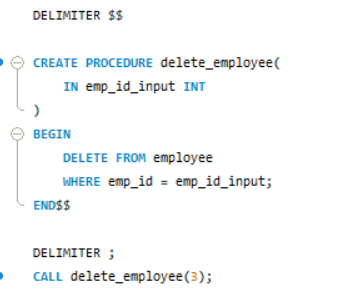 DELIMITER $$
CREATE PROCEDURE delete_employee(
IN emp_id_input INT
)
BEGIN
DELETE FROM employee
WHERE emp_id = emp_id_input;
END$$
DELIMITER ;
CALL delete_employee(3);